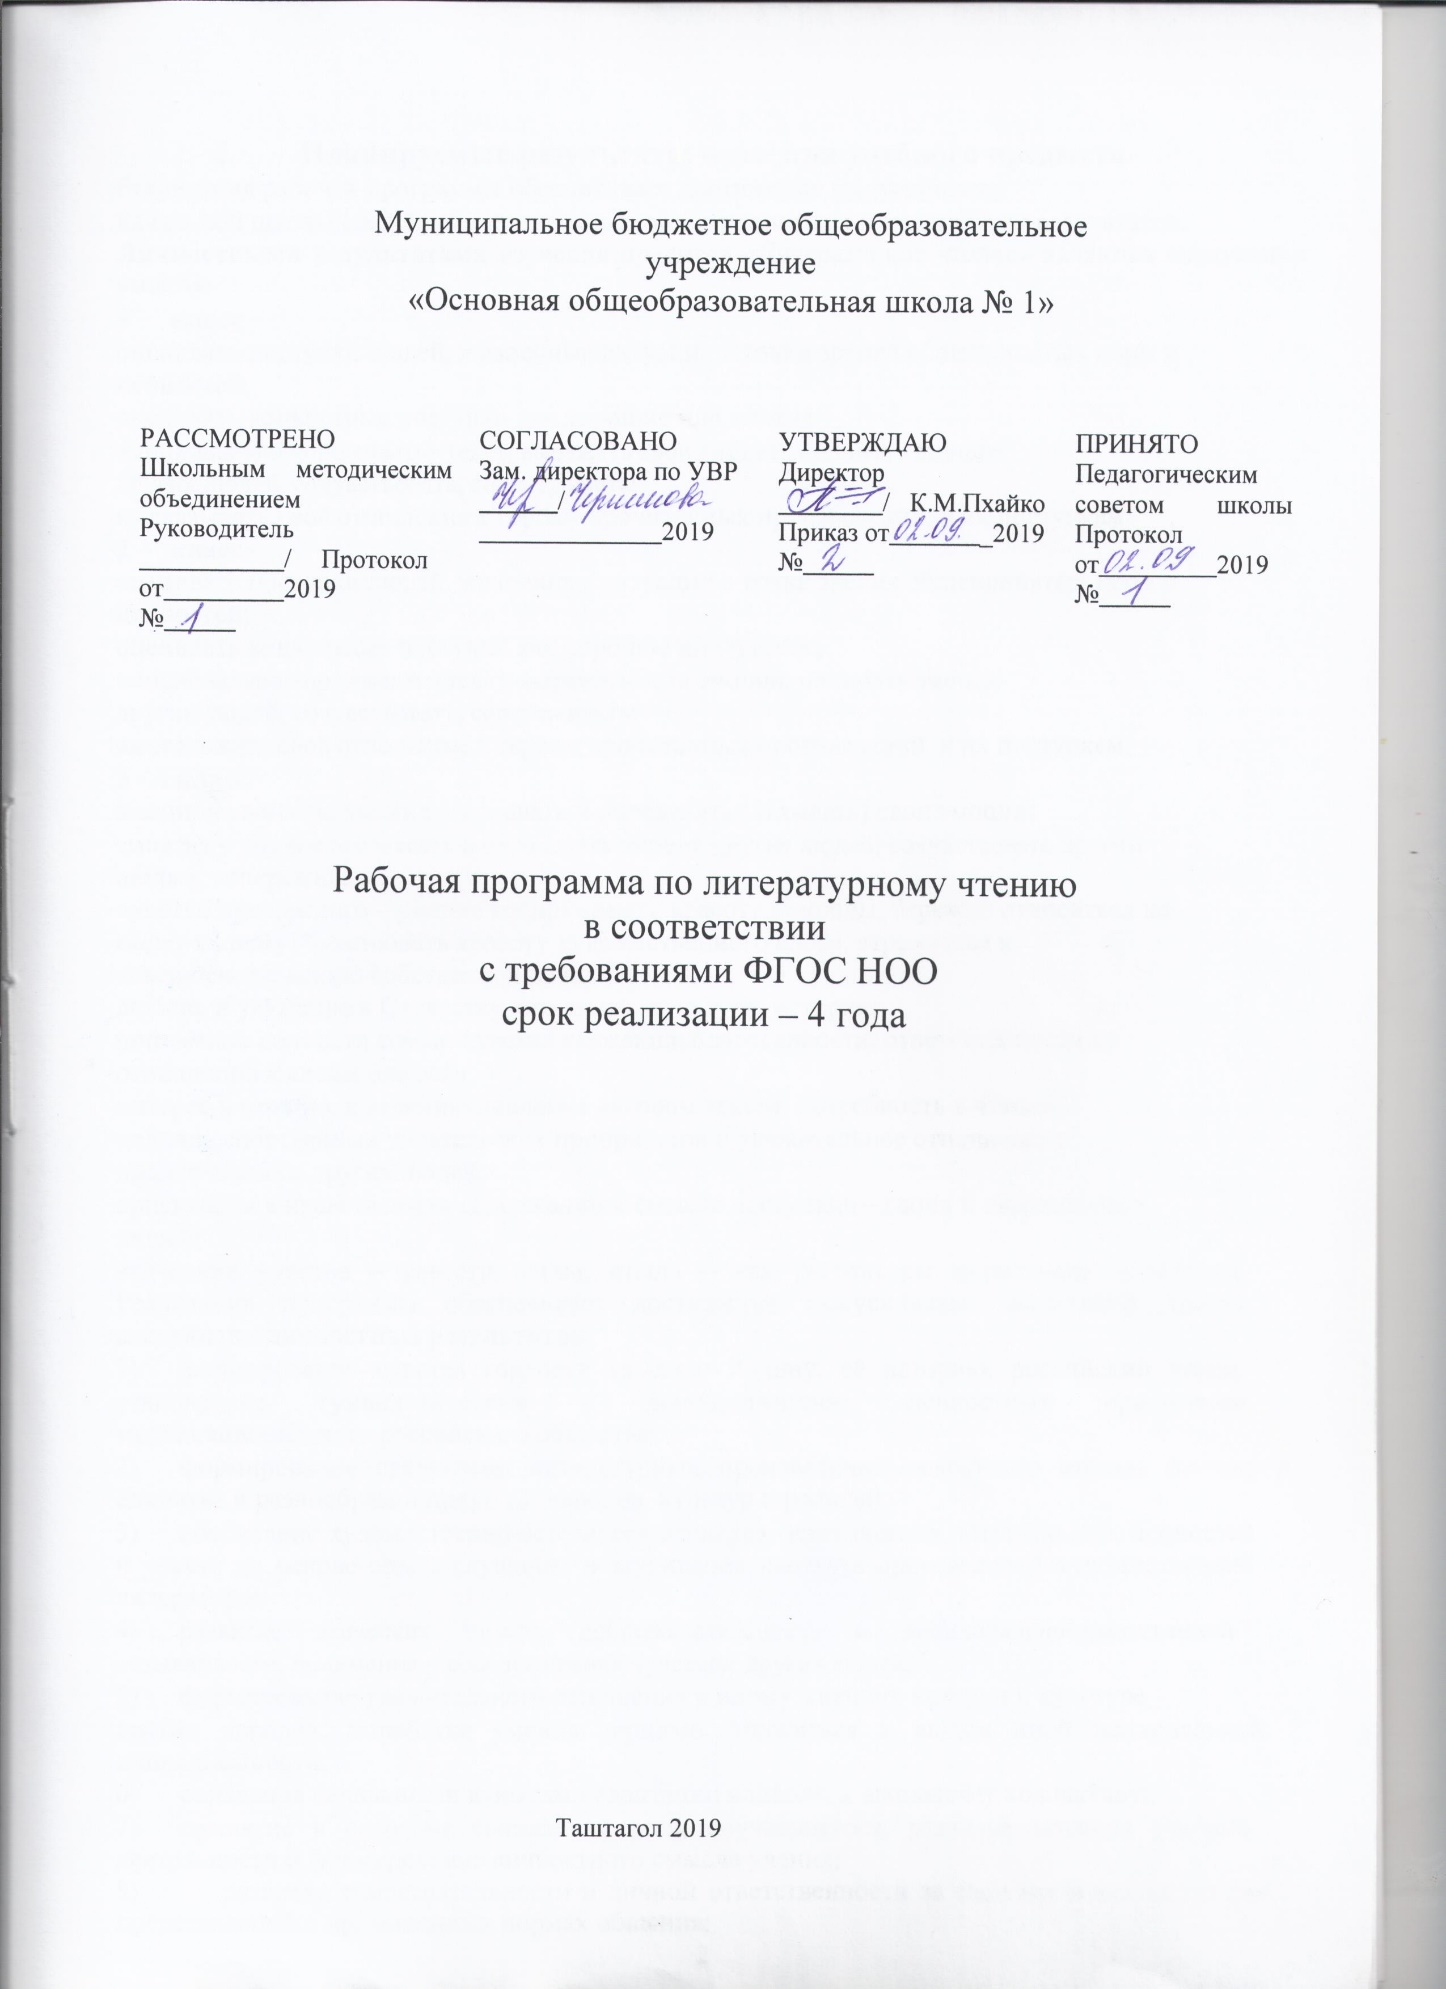 Муниципальное бюджетное общеобразовательное
учреждение
«Основная общеобразовательная школа № 1»
РАССМОТРЕНО
Школьным методическим
объединением
Руководитель
____________/ Протокол
от__________2019
№ 1
СОГЛАСОВАНО
Зам. директора по УВР
______/
_______________2019
УТВЕРЖДАЮ
Директор
________/ К.М.Пхайко
Приказ от 02.09. 2019
№ 2
ПРИНЯТО
Педагогическим
советом школы
Протокол
от 02.09 2019
№ 1
Рабочая программа по литературному чтению
в соответствии
с требованиями ФГОС НОО
срок реализации – 4 года
Таштагол 2019